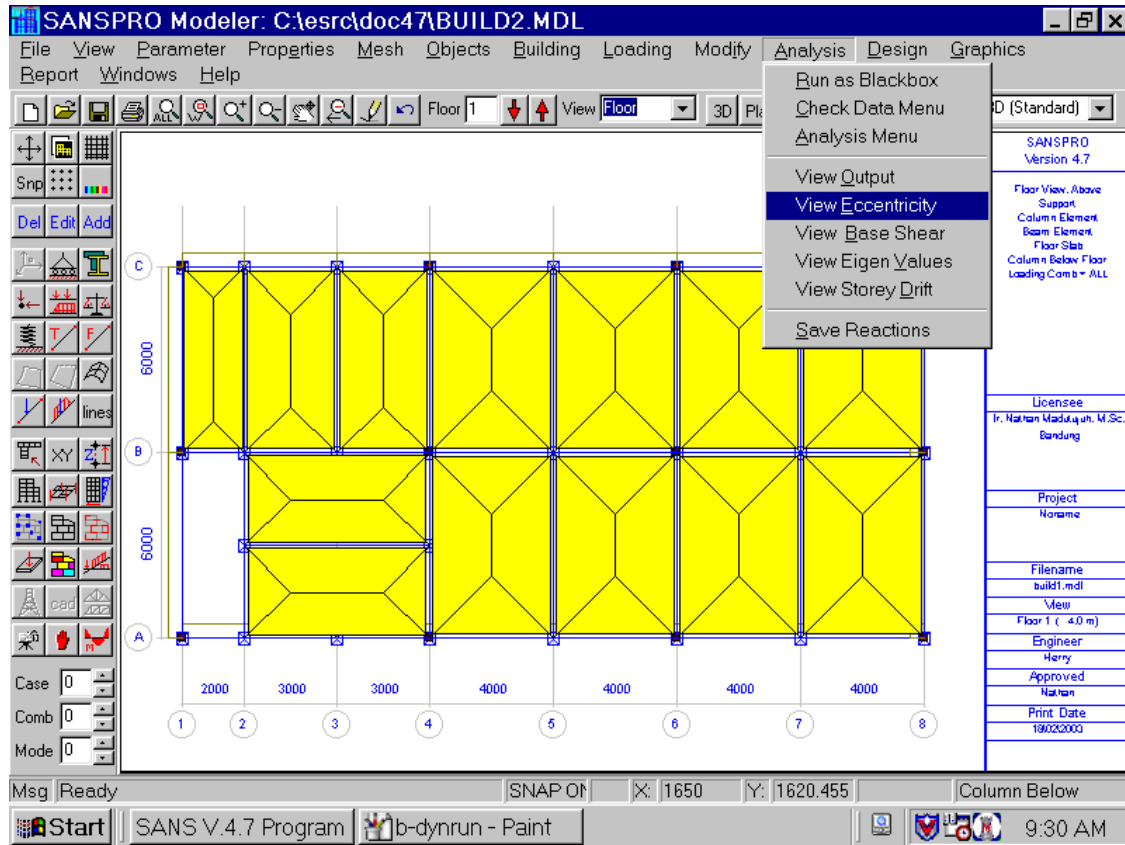 SANSPRO Modeler: C:\esrc\doc47\BUILD2.MDL
File View Parameter Properties Mesh Objects Building Loading Modify Analysis Design Graphics
Report Windows Help
Run as Blackbox
Check Data Menu
Analysis Menu
View Output
View Eccentricity
View Base Shear
View Eigen Values
View Storey Drift
Save Reactions
ALL Floor 1 View Floor 3D D (Standard)
Snp
Del Edit Add
T F
lines
XY Z
cad
M
Case 0
Comb 0
Mode 0
C
B
A
6000
6000
2000 3000 3000 4000 4000 4000 4000
1 2 3 4 5 6 7 8
SANSPRO
Version 4.7
Floor View, Above
Support
Column Element
Beam Element
Floor Slab
Column Below Floor
Loading Comb = ALL
Licensee
Ir. Nathan Madutujuh, M.Sc.
Bandung
Project
Noname
Filename
build1.mdl
View
Floor 1 ( 4.0 m)
Engineer
Herry
Approved
Nathan
Print Date
18/02/2003
Msg Ready SNAP ON X: 1650 Y: 1620.455 Column Below
Start SANS V.4.7 Program b-dynrun - Paint 9:30 AM